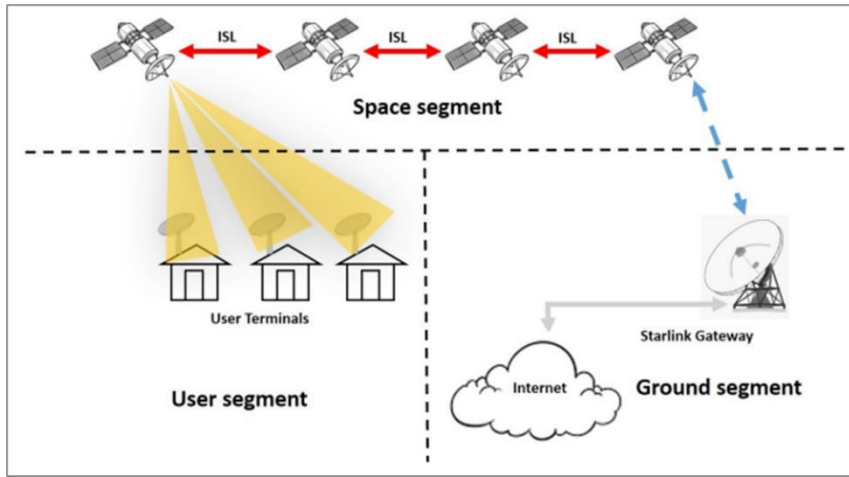 ISL
ISL
ISL
Space segment
User Terminals
Starlink Gateway
Internet
User segment
Ground segment